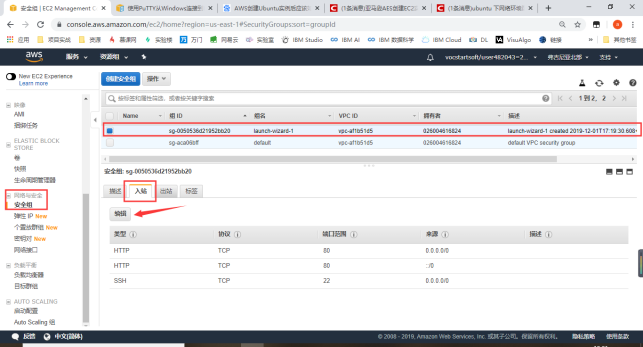 安全组 | EC2 Management C
使用PuTTY从Windows连接到
AWS创建Ubuntu实例后应该
(1条消息)亚马逊AES创建EC2
(1条消息)ubuntu 下网络环境
console.aws.amazon.com/ec2/home?region=us-east-1#SecurityGroups:sort=groupId
应用 项目实战 资源 慕课网 实验楼 万方门 网易云 实验室 IBM Studio IBM AI IBM 数据科学 IBM Cloud DL VisuAlgo 链接 其他书签
aws 服务 资源组 vocstartsoft/user482043=2... 弗吉尼亚北部 支持
New EC2 Experience
Learn more
创建安全组 操作
按标签和属性筛选，或者按关键字搜索
1 到 2, 2
Name 组 ID 组名 VPC ID 拥有者 描述
sg-0050536d21952bb20 launch-wizard-1 vpc-af1b51d5 026004616824 launch-wizard-1 created 2019-12-01T17:19:30.608+
sg-aca06bff default vpc-af1b51d5 026004616824 default VPC security group
映像
AMI
捆绑任务
ELASTIC BLOCK
STORE
卷
快照
生命周期管理器
网络与安全
安全组
弹性 IP New
个置放群组 New
密钥对 New
网络接口
负载平衡
负载均衡器
目标群组
AUTO SCALING
启动配置
Auto Scaling 组
安全组: sg-0050536d21952bb20
描述 入站 出站 标签
编辑
类型 协议 端口范围 来源 描述
HTTP TCP 80 0.0.0.0/0
HTTP TCP 80 ::/0
SSH TCP 22 0.0.0.0/0
反馈 中文(简体) © 2008 - 2019, Amazon Web Services, Inc. 或其子公司。保留所有权利。 隐私策略 使用条款